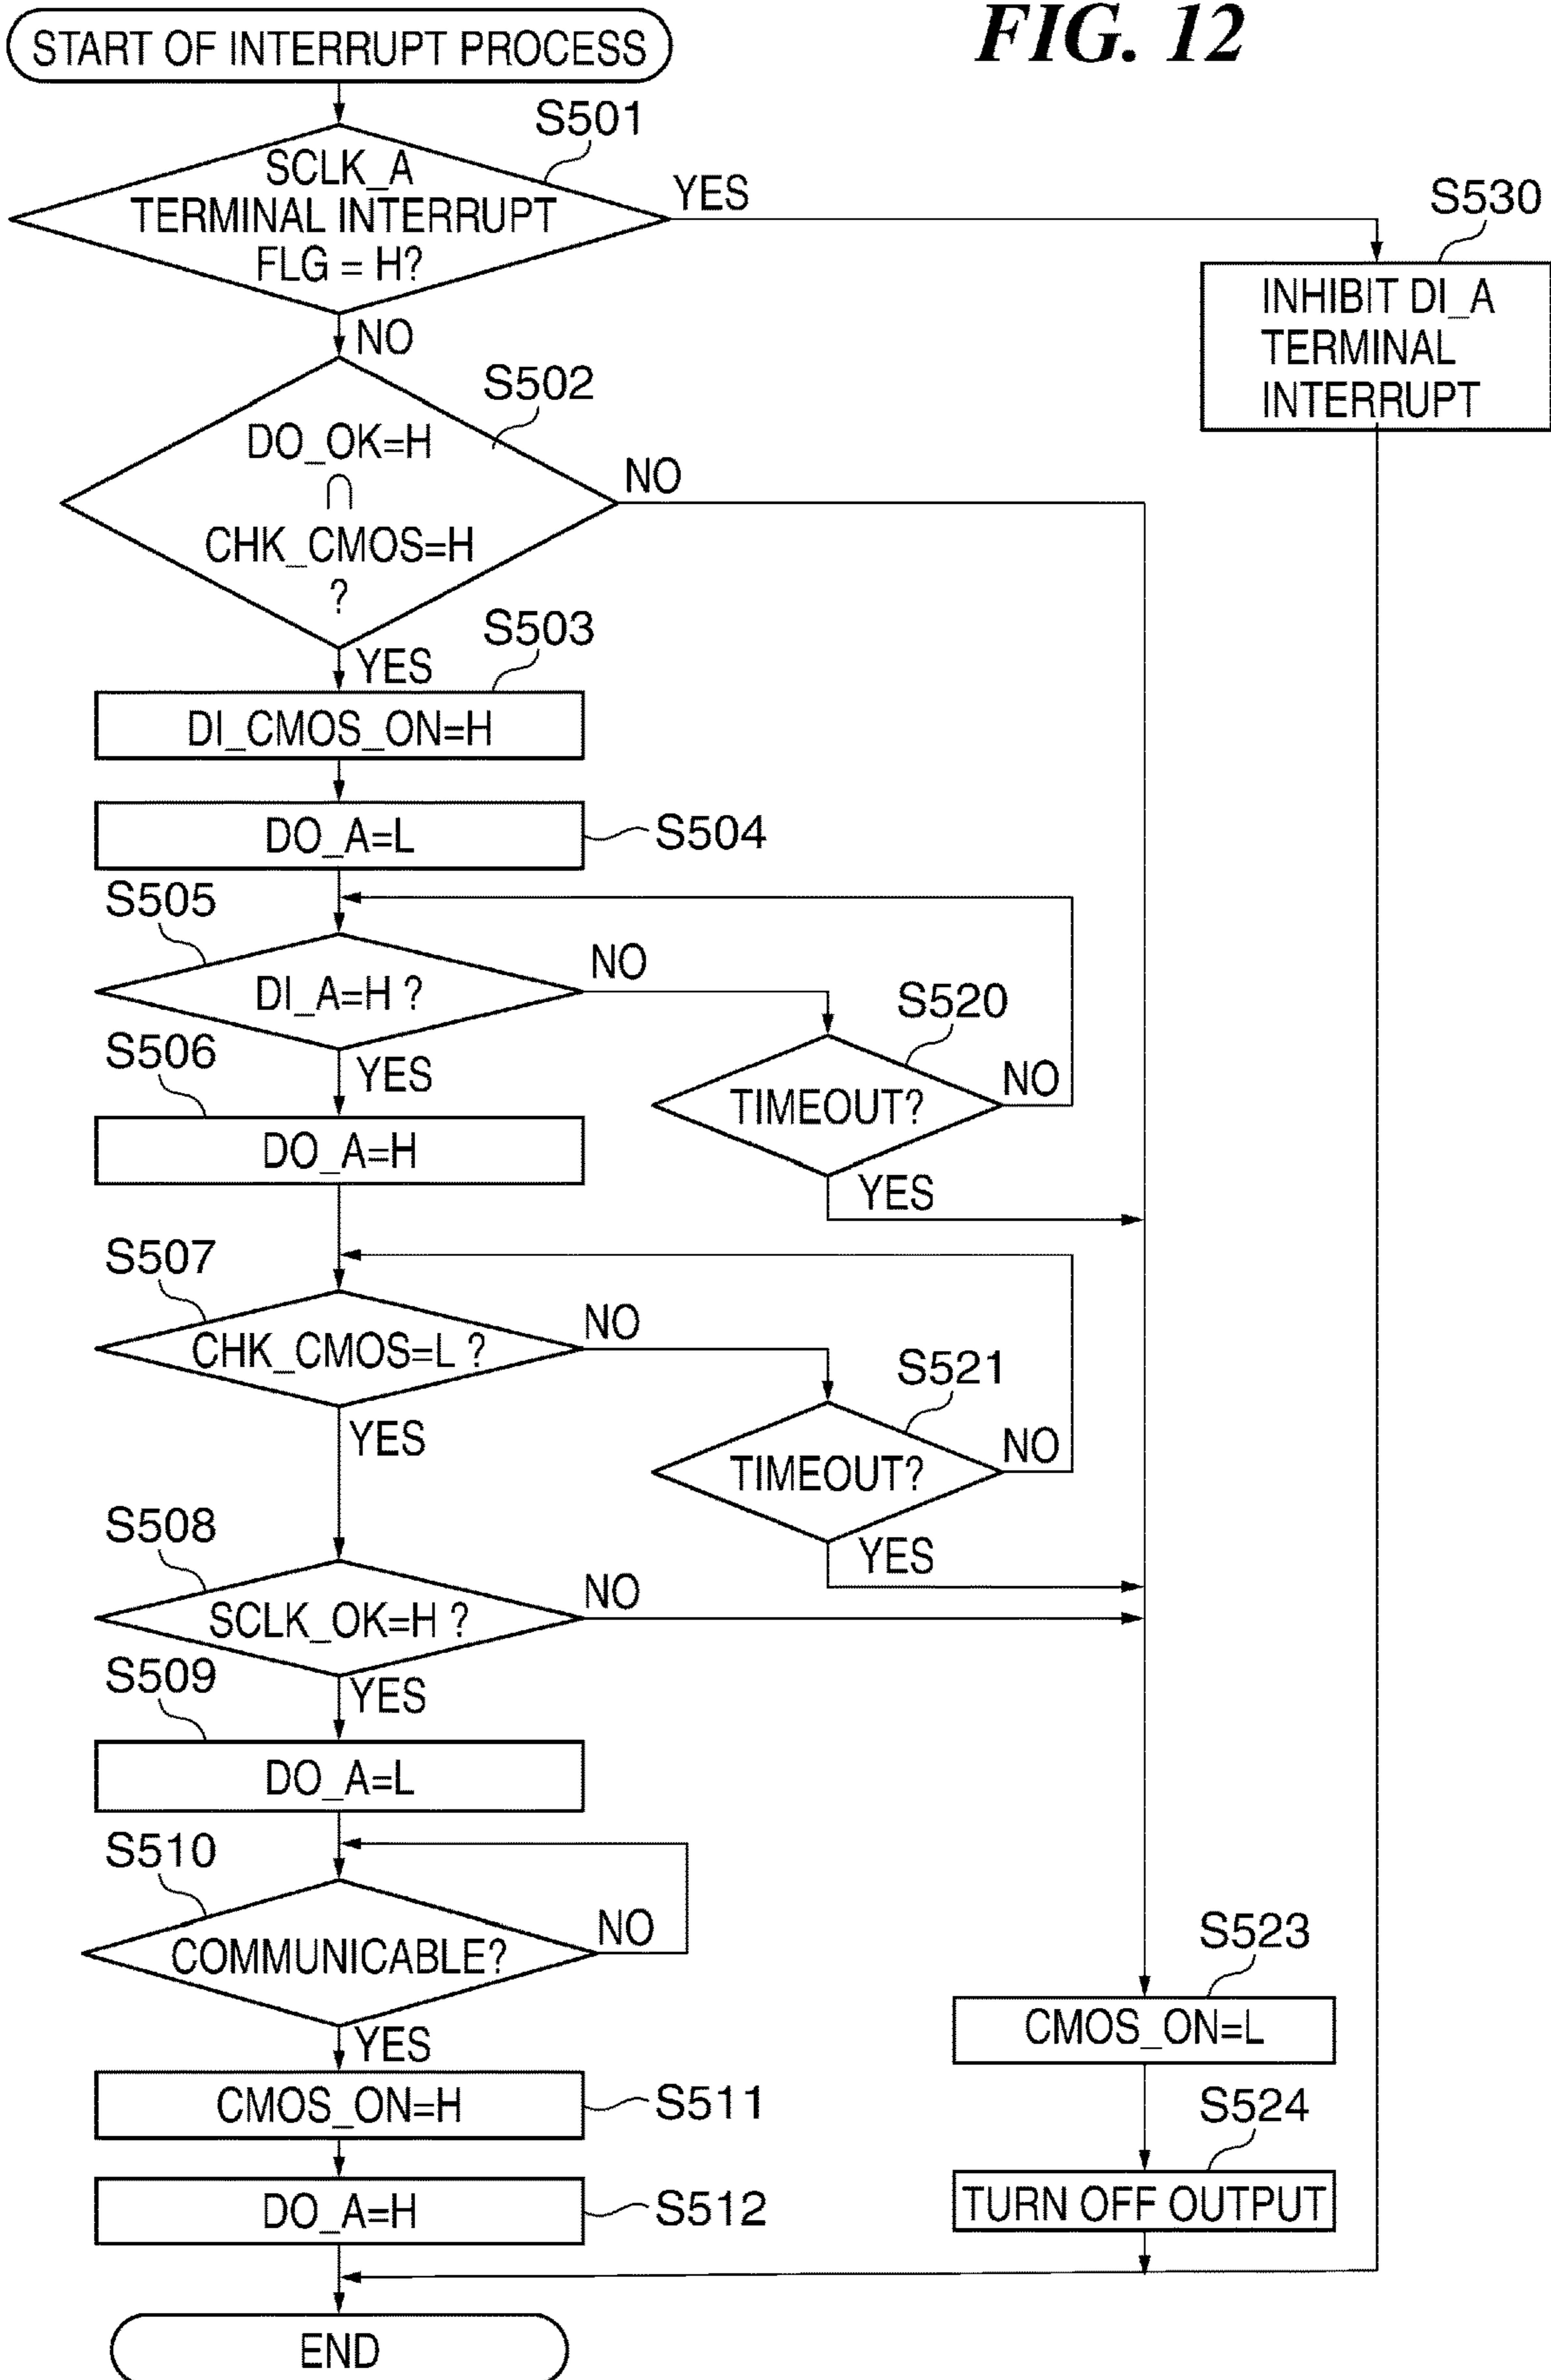 FIG. 12
START OF INTERRUPT PROCESS
S501
SCLK_A
TERMINAL INTERRUPT
FLG = H?
YES
NO
S530
INHIBIT DI_A
TERMINAL
INTERRUPT
S502
DO_OK=H
∩
CHK_CMOS=H
?
NO
YES
S503
DI_CMOS_ON=H
DO_A=L
S504
S505
DI_A=H ?
NO
YES
S520
TIMEOUT?
NO
YES
S506
DO_A=H
S507
CHK_CMOS=L ?
NO
YES
S521
TIMEOUT?
NO
YES
S508
SCLK_OK=H ?
NO
YES
S509
DO_A=L
S510
COMMUNICABLE?
NO
YES
S523
CMOS_ON=L
CMOS_ON=H
S511
S524
TURN OFF OUTPUT
DO_A=H
S512
END